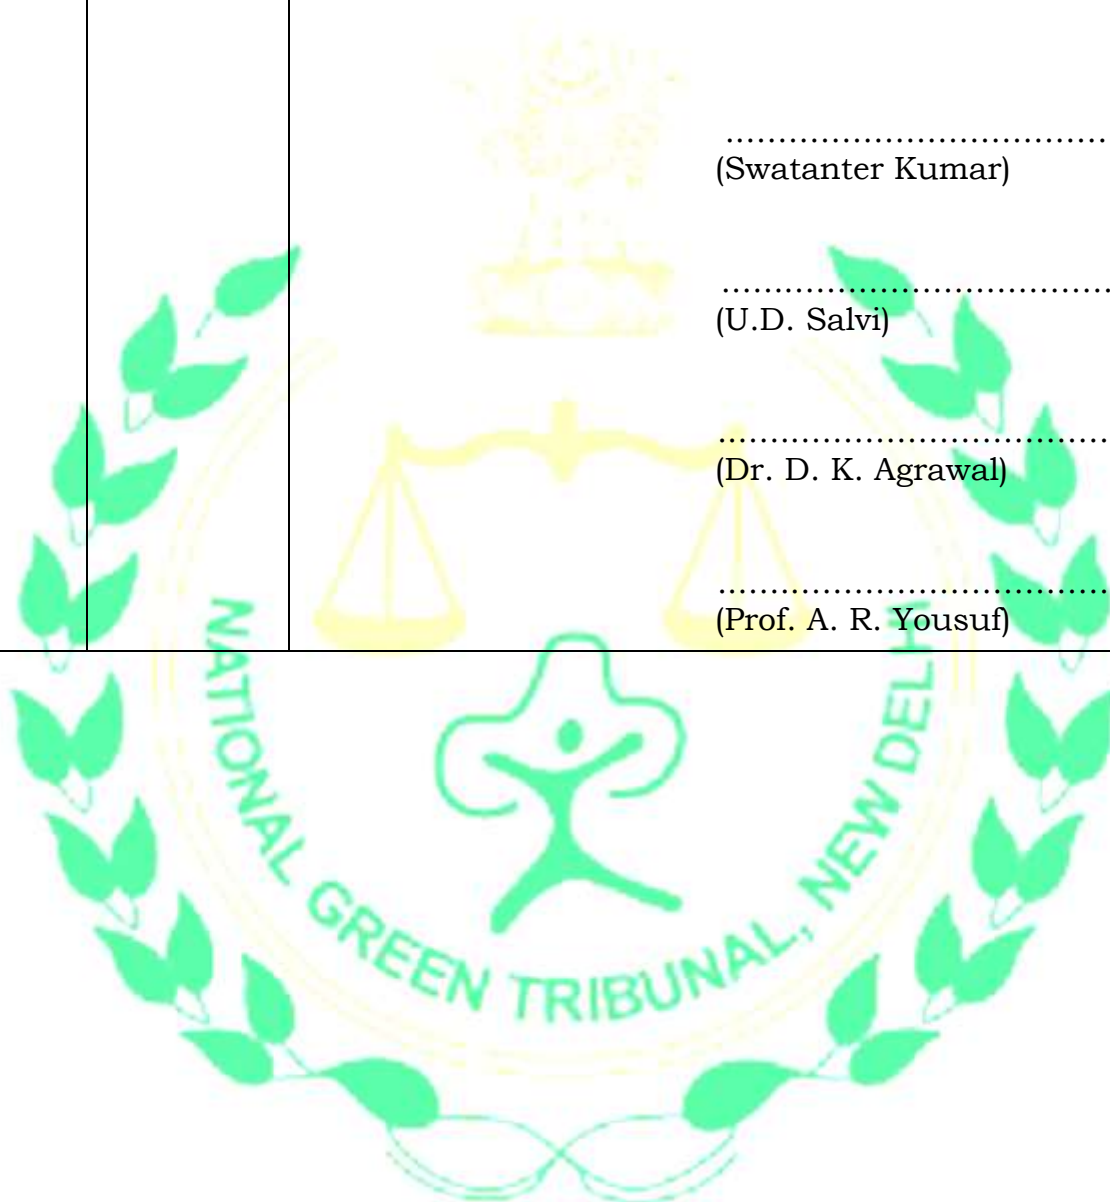 ....................................
(Swatanter Kumar)
....................................
(U.D. Salvi)
....................................
(Dr. D. K. Agrawal)
....................................
(Prof. A. R. Yousuf)
NATIONAL GREEN TRIBUNAL, NEW DELHI